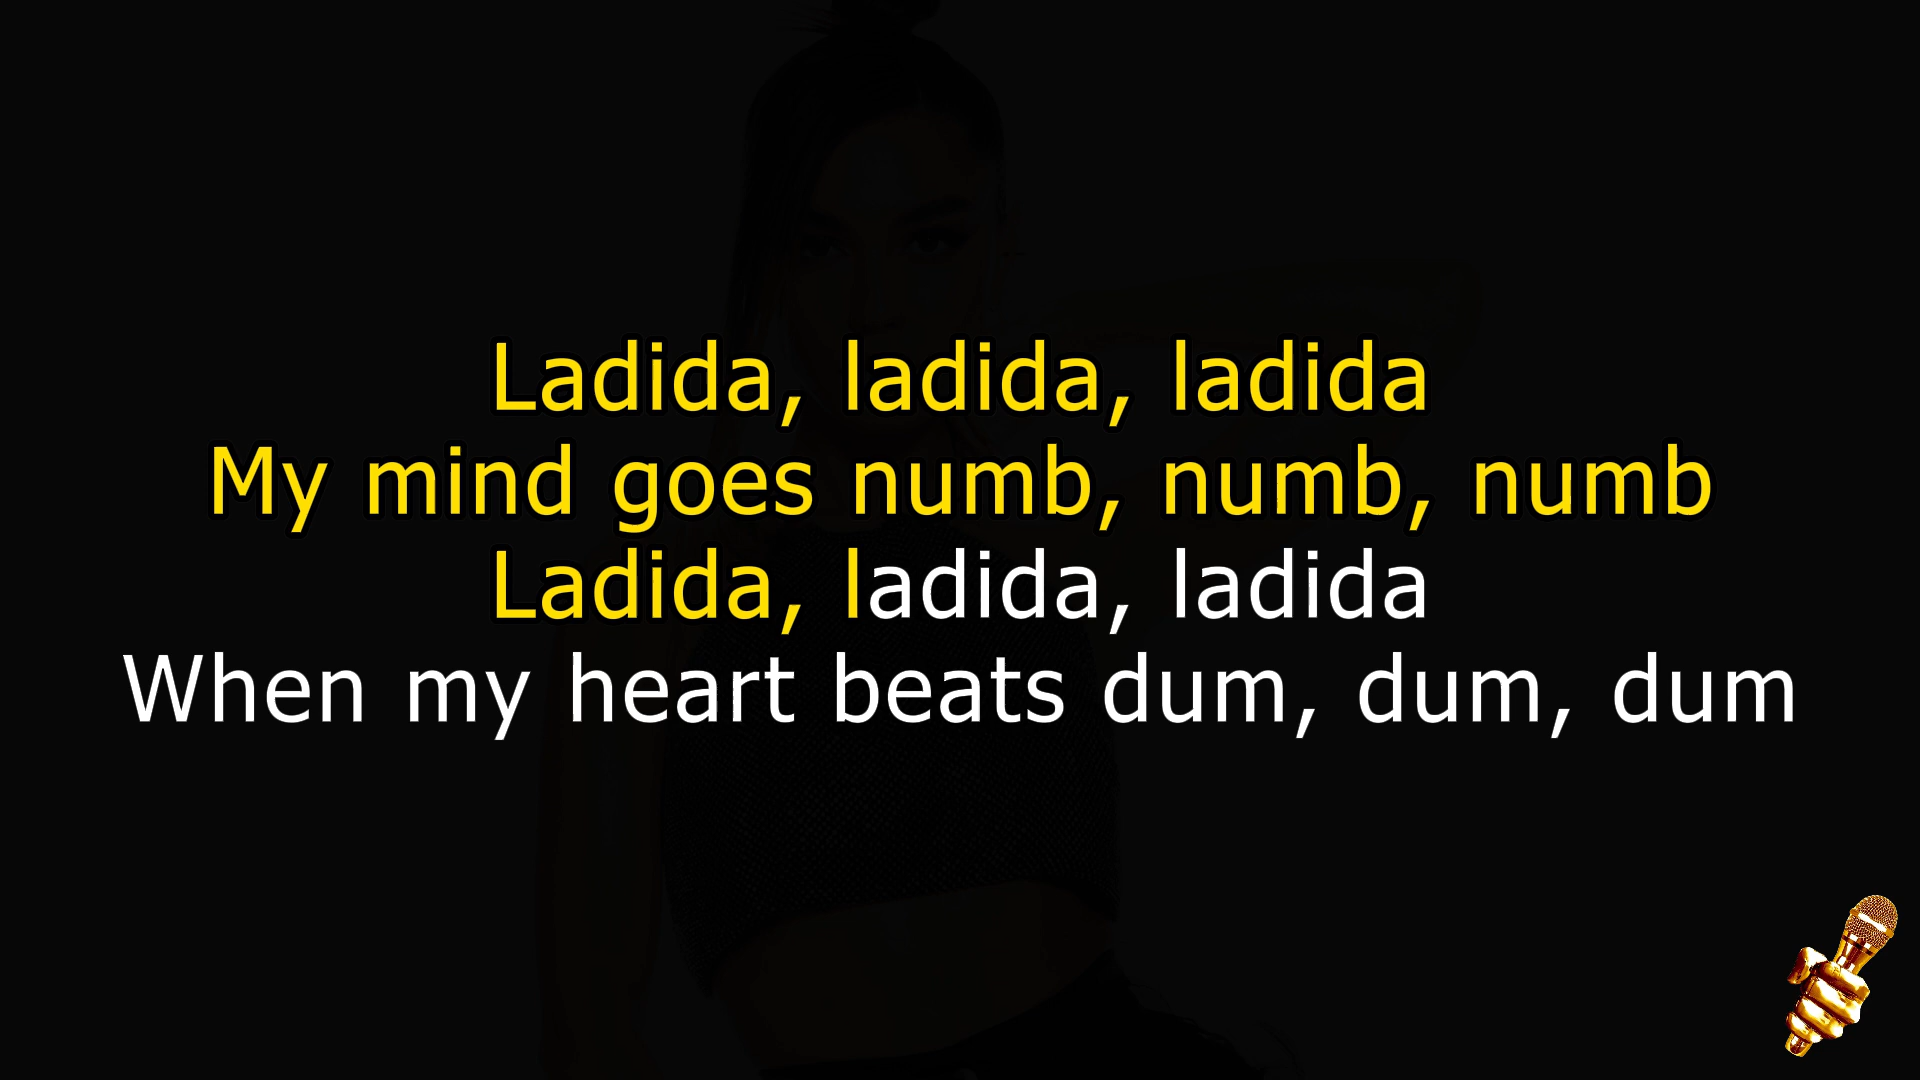 Ladida, ladida, ladida
My mind goes numb, numb, numb
Ladida, ladida, ladida
When my heart beats dum, dum, dum